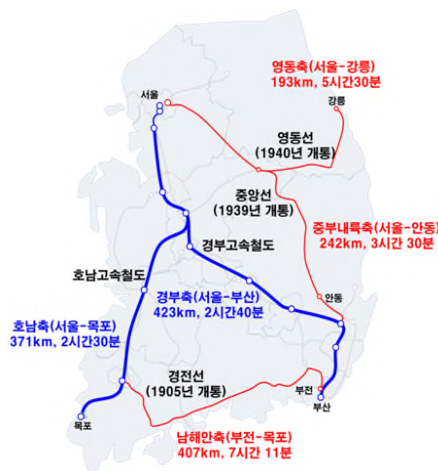 영동축(서울-강릉)
193km, 5시간30분
서울
강릉
영동선
(1940년 개통)
중앙선
(1939년 개통)
중부내륙축(서울-안동)
242km, 3시간 30분
경부고속철도
호남고속철도
안동
경부축(서울-부산)
423km, 2시간40분
호남축(서울-목포)
371km, 2시간30분
경전선
(1905년 개통)
부전
부산
목포
남해안축(부전-목포)
407km, 7시간 11분